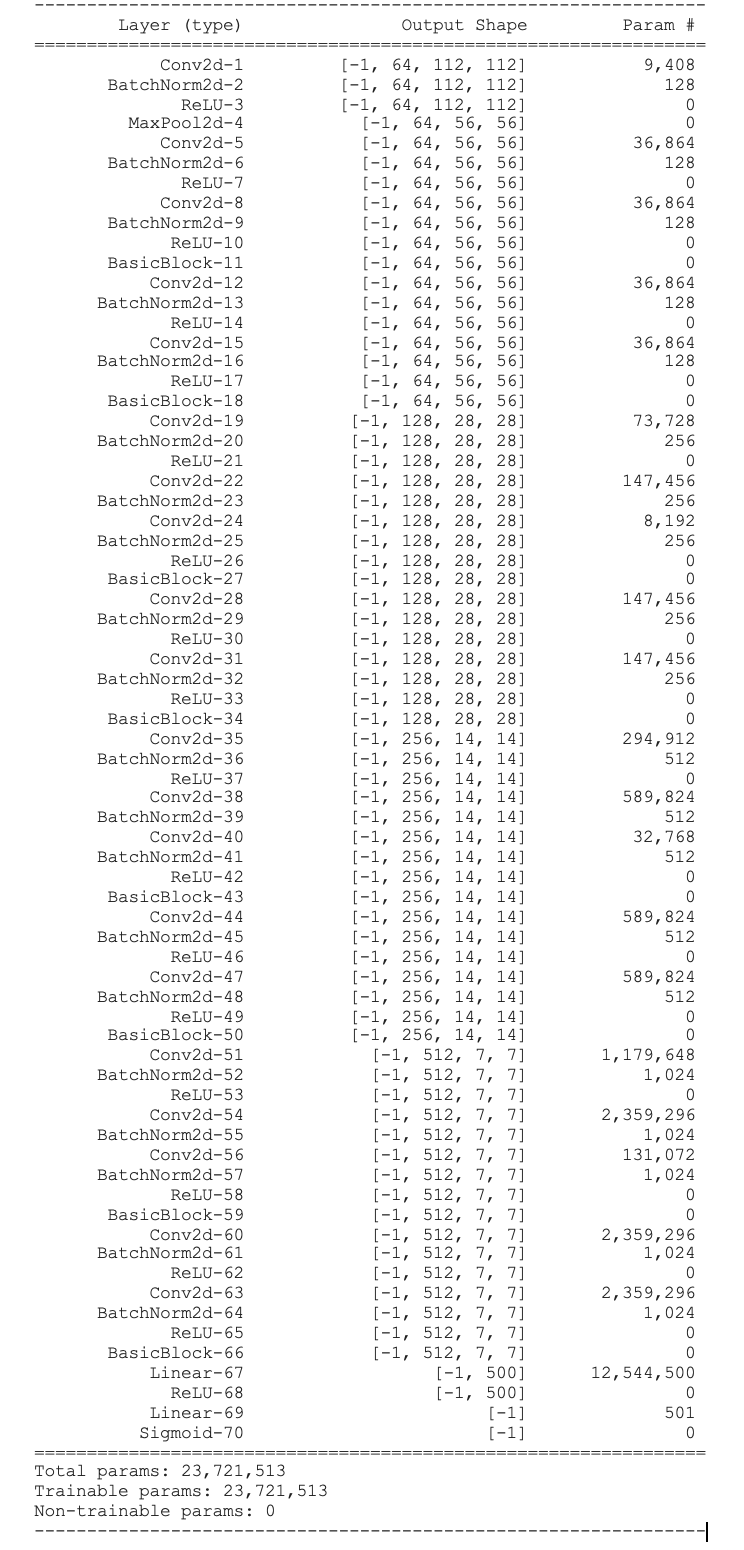 ----------------------------------------------------------------
Layer (type) Output Shape Param #
================================================================
Conv2d-1 [-1, 64, 112, 112] 9,408
BatchNorm2d-2 [-1, 64, 112, 112] 128
ReLU-3 [-1, 64, 112, 112] 0
MaxPool2d-4 [-1, 64, 56, 56] 0
Conv2d-5 [-1, 64, 56, 56] 36,864
BatchNorm2d-6 [-1, 64, 56, 56] 128
ReLU-7 [-1, 64, 56, 56] 0
Conv2d-8 [-1, 64, 56, 56] 36,864
BatchNorm2d-9 [-1, 64, 56, 56] 128
ReLU-10 [-1, 64, 56, 56] 0
BasicBlock-11 [-1, 64, 56, 56] 0
Conv2d-12 [-1, 64, 56, 56] 36,864
BatchNorm2d-13 [-1, 64, 56, 56] 128
ReLU-14 [-1, 64, 56, 56] 0
Conv2d-15 [-1, 64, 56, 56] 36,864
BatchNorm2d-16 [-1, 64, 56, 56] 128
ReLU-17 [-1, 64, 56, 56] 0
BasicBlock-18 [-1, 64, 56, 56] 0
Conv2d-19 [-1, 128, 28, 28] 73,728
BatchNorm2d-20 [-1, 128, 28, 28] 256
ReLU-21 [-1, 128, 28, 28] 0
Conv2d-22 [-1, 128, 28, 28] 147,456
BatchNorm2d-23 [-1, 128, 28, 28] 256
Conv2d-24 [-1, 128, 28, 28] 8,192
BatchNorm2d-25 [-1, 128, 28, 28] 256
ReLU-26 [-1, 128, 28, 28] 0
BasicBlock-27 [-1, 128, 28, 28] 0
Conv2d-28 [-1, 128, 28, 28] 147,456
BatchNorm2d-29 [-1, 128, 28, 28] 256
ReLU-30 [-1, 128, 28, 28] 0
Conv2d-31 [-1, 128, 28, 28] 147,456
BatchNorm2d-32 [-1, 128, 28, 28] 256
ReLU-33 [-1, 128, 28, 28] 0
BasicBlock-34 [-1, 128, 28, 28] 0
Conv2d-35 [-1, 256, 14, 14] 294,912
BatchNorm2d-36 [-1, 256, 14, 14] 512
ReLU-37 [-1, 256, 14, 14] 0
Conv2d-38 [-1, 256, 14, 14] 589,824
BatchNorm2d-39 [-1, 256, 14, 14] 512
Conv2d-40 [-1, 256, 14, 14] 32,768
BatchNorm2d-41 [-1, 256, 14, 14] 512
ReLU-42 [-1, 256, 14, 14] 0
BasicBlock-43 [-1, 256, 14, 14] 0
Conv2d-44 [-1, 256, 14, 14] 589,824
BatchNorm2d-45 [-1, 256, 14, 14] 512
ReLU-46 [-1, 256, 14, 14] 0
Conv2d-47 [-1, 256, 14, 14] 589,824
BatchNorm2d-48 [-1, 256, 14, 14] 512
ReLU-49 [-1, 256, 14, 14] 0
BasicBlock-50 [-1, 256, 14, 14] 0
Conv2d-51 [-1, 512, 7, 7] 1,179,648
BatchNorm2d-52 [-1, 512, 7, 7] 1,024
ReLU-53 [-1, 512, 7, 7] 0
Conv2d-54 [-1, 512, 7, 7] 2,359,296
BatchNorm2d-55 [-1, 512, 7, 7] 1,024
Conv2d-56 [-1, 512, 7, 7] 131,072
BatchNorm2d-57 [-1, 512, 7, 7] 1,024
ReLU-58 [-1, 512, 7, 7] 0
BasicBlock-59 [-1, 512, 7, 7] 0
Conv2d-60 [-1, 512, 7, 7] 2,359,296
BatchNorm2d-61 [-1, 512, 7, 7] 1,024
ReLU-62 [-1, 512, 7, 7] 0
Conv2d-63 [-1, 512, 7, 7] 2,359,296
BatchNorm2d-64 [-1, 512, 7, 7] 1,024
ReLU-65 [-1, 512, 7, 7] 0
BasicBlock-66 [-1, 512, 7, 7] 0
Linear-67 [-1, 500] 12,544,500
ReLU-68 [-1, 500] 0
Linear-69 [-1] 501
Sigmoid-70 [-1] 0
================================================================
Total params: 23,721,513
Trainable params: 23,721,513
Non-trainable params: 0
----------------------------------------------------------------